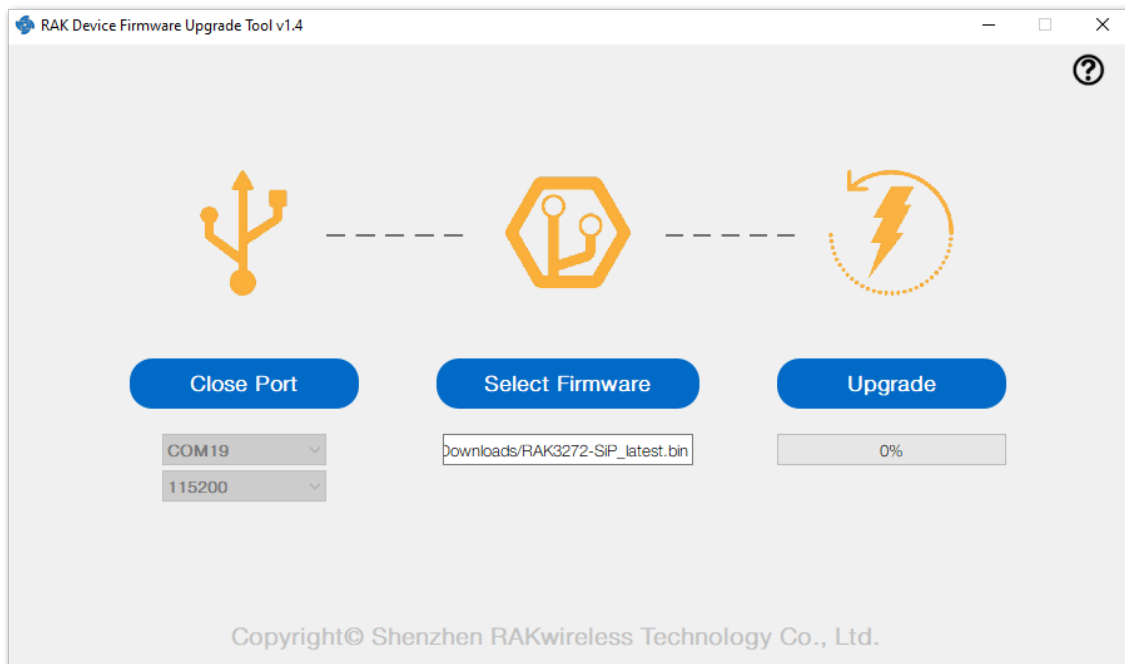 RAK Device Firmware Upgrade Tool v1.4
?
Close Port
Select Firmware
Upgrade
COM19
Downloads/RAK3272-SiP_latest.bin
0%
115200
Copyright© Shenzhen RAKwireless Technology Co., Ltd.